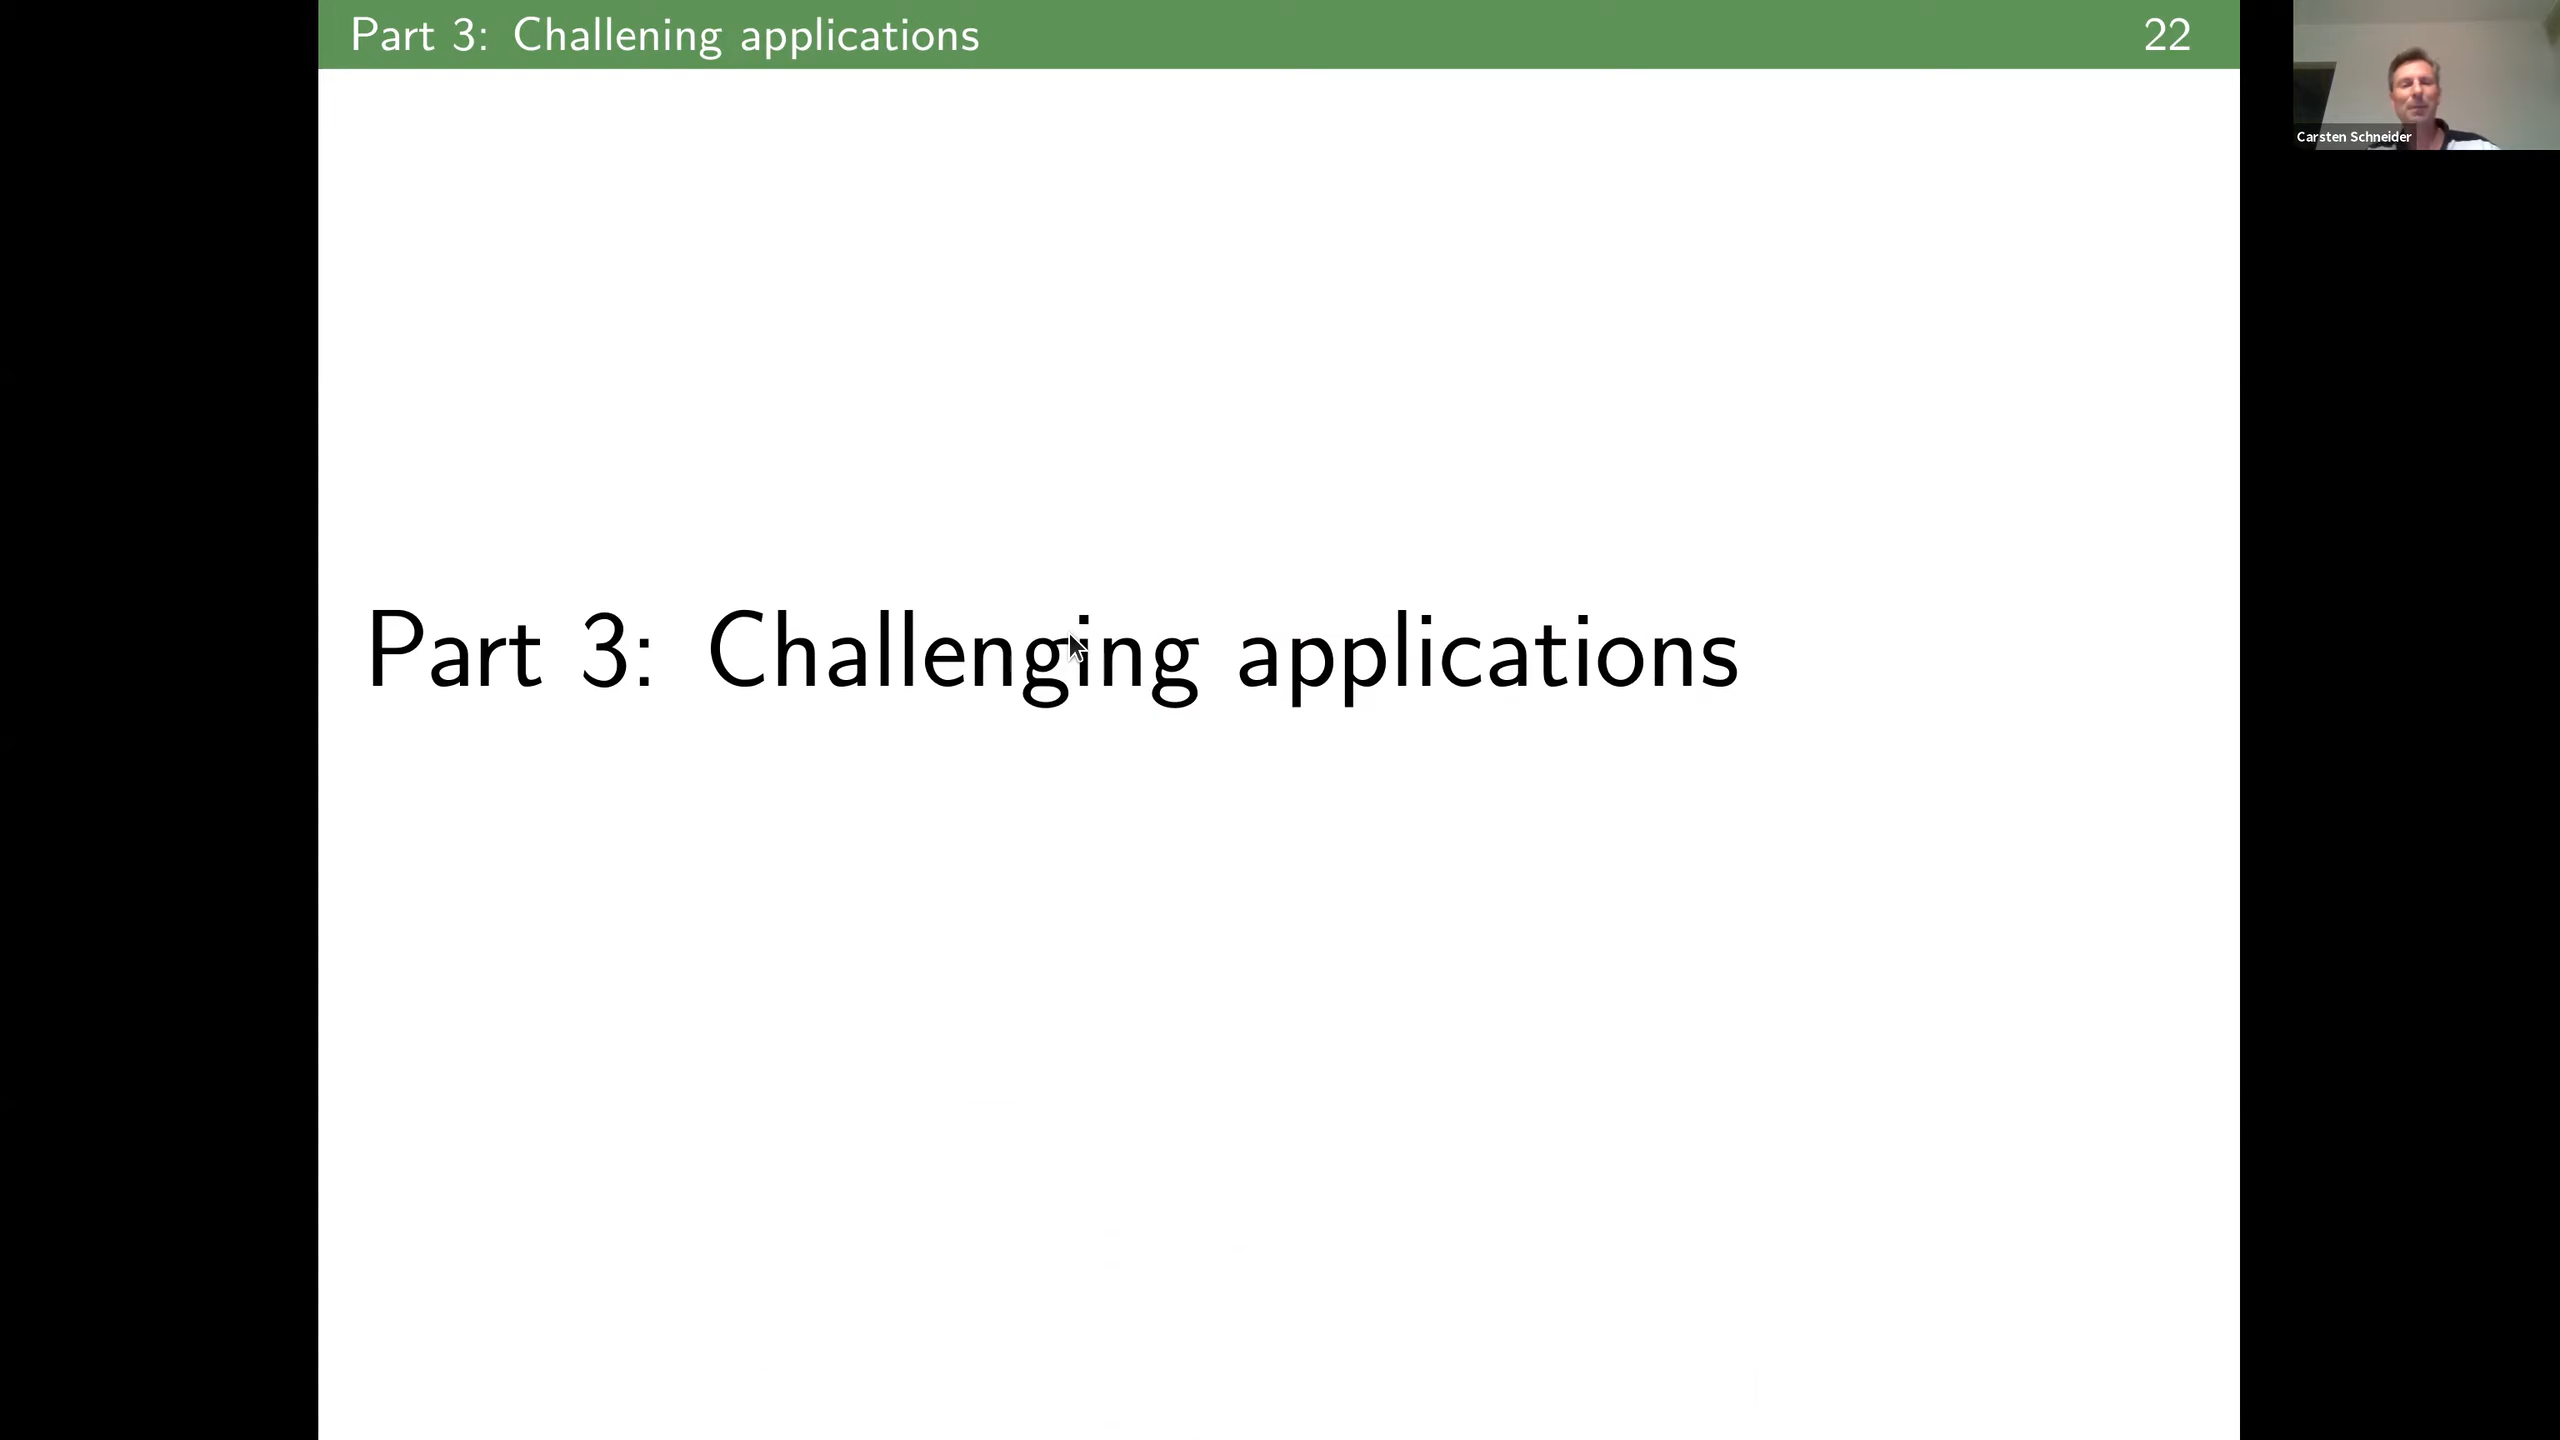 Part 3: Challening applications
22
Carsten Schneider
Part 3: Challenging applications